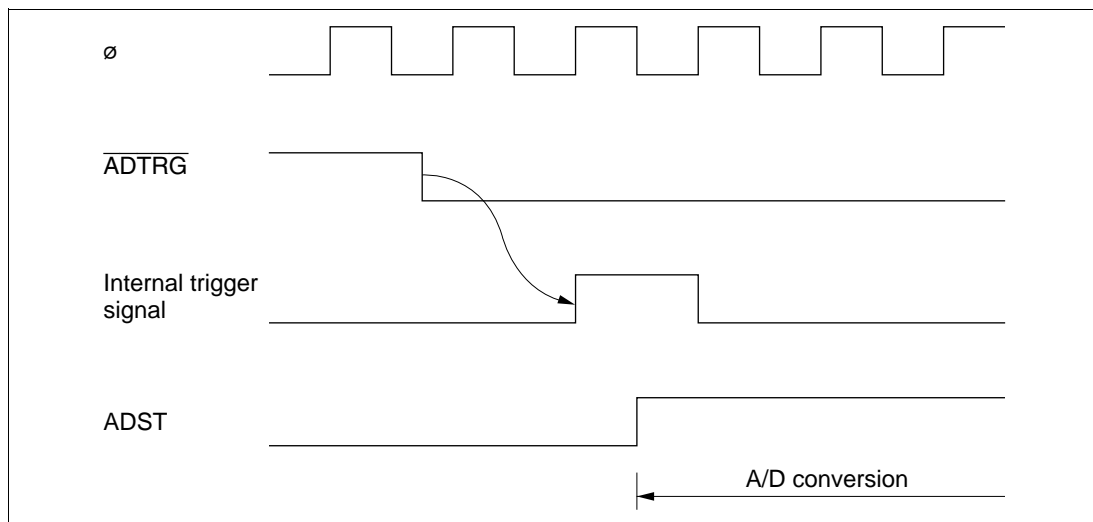 ø
ADTRG
Internal trigger
signal
ADST
A/D conversion